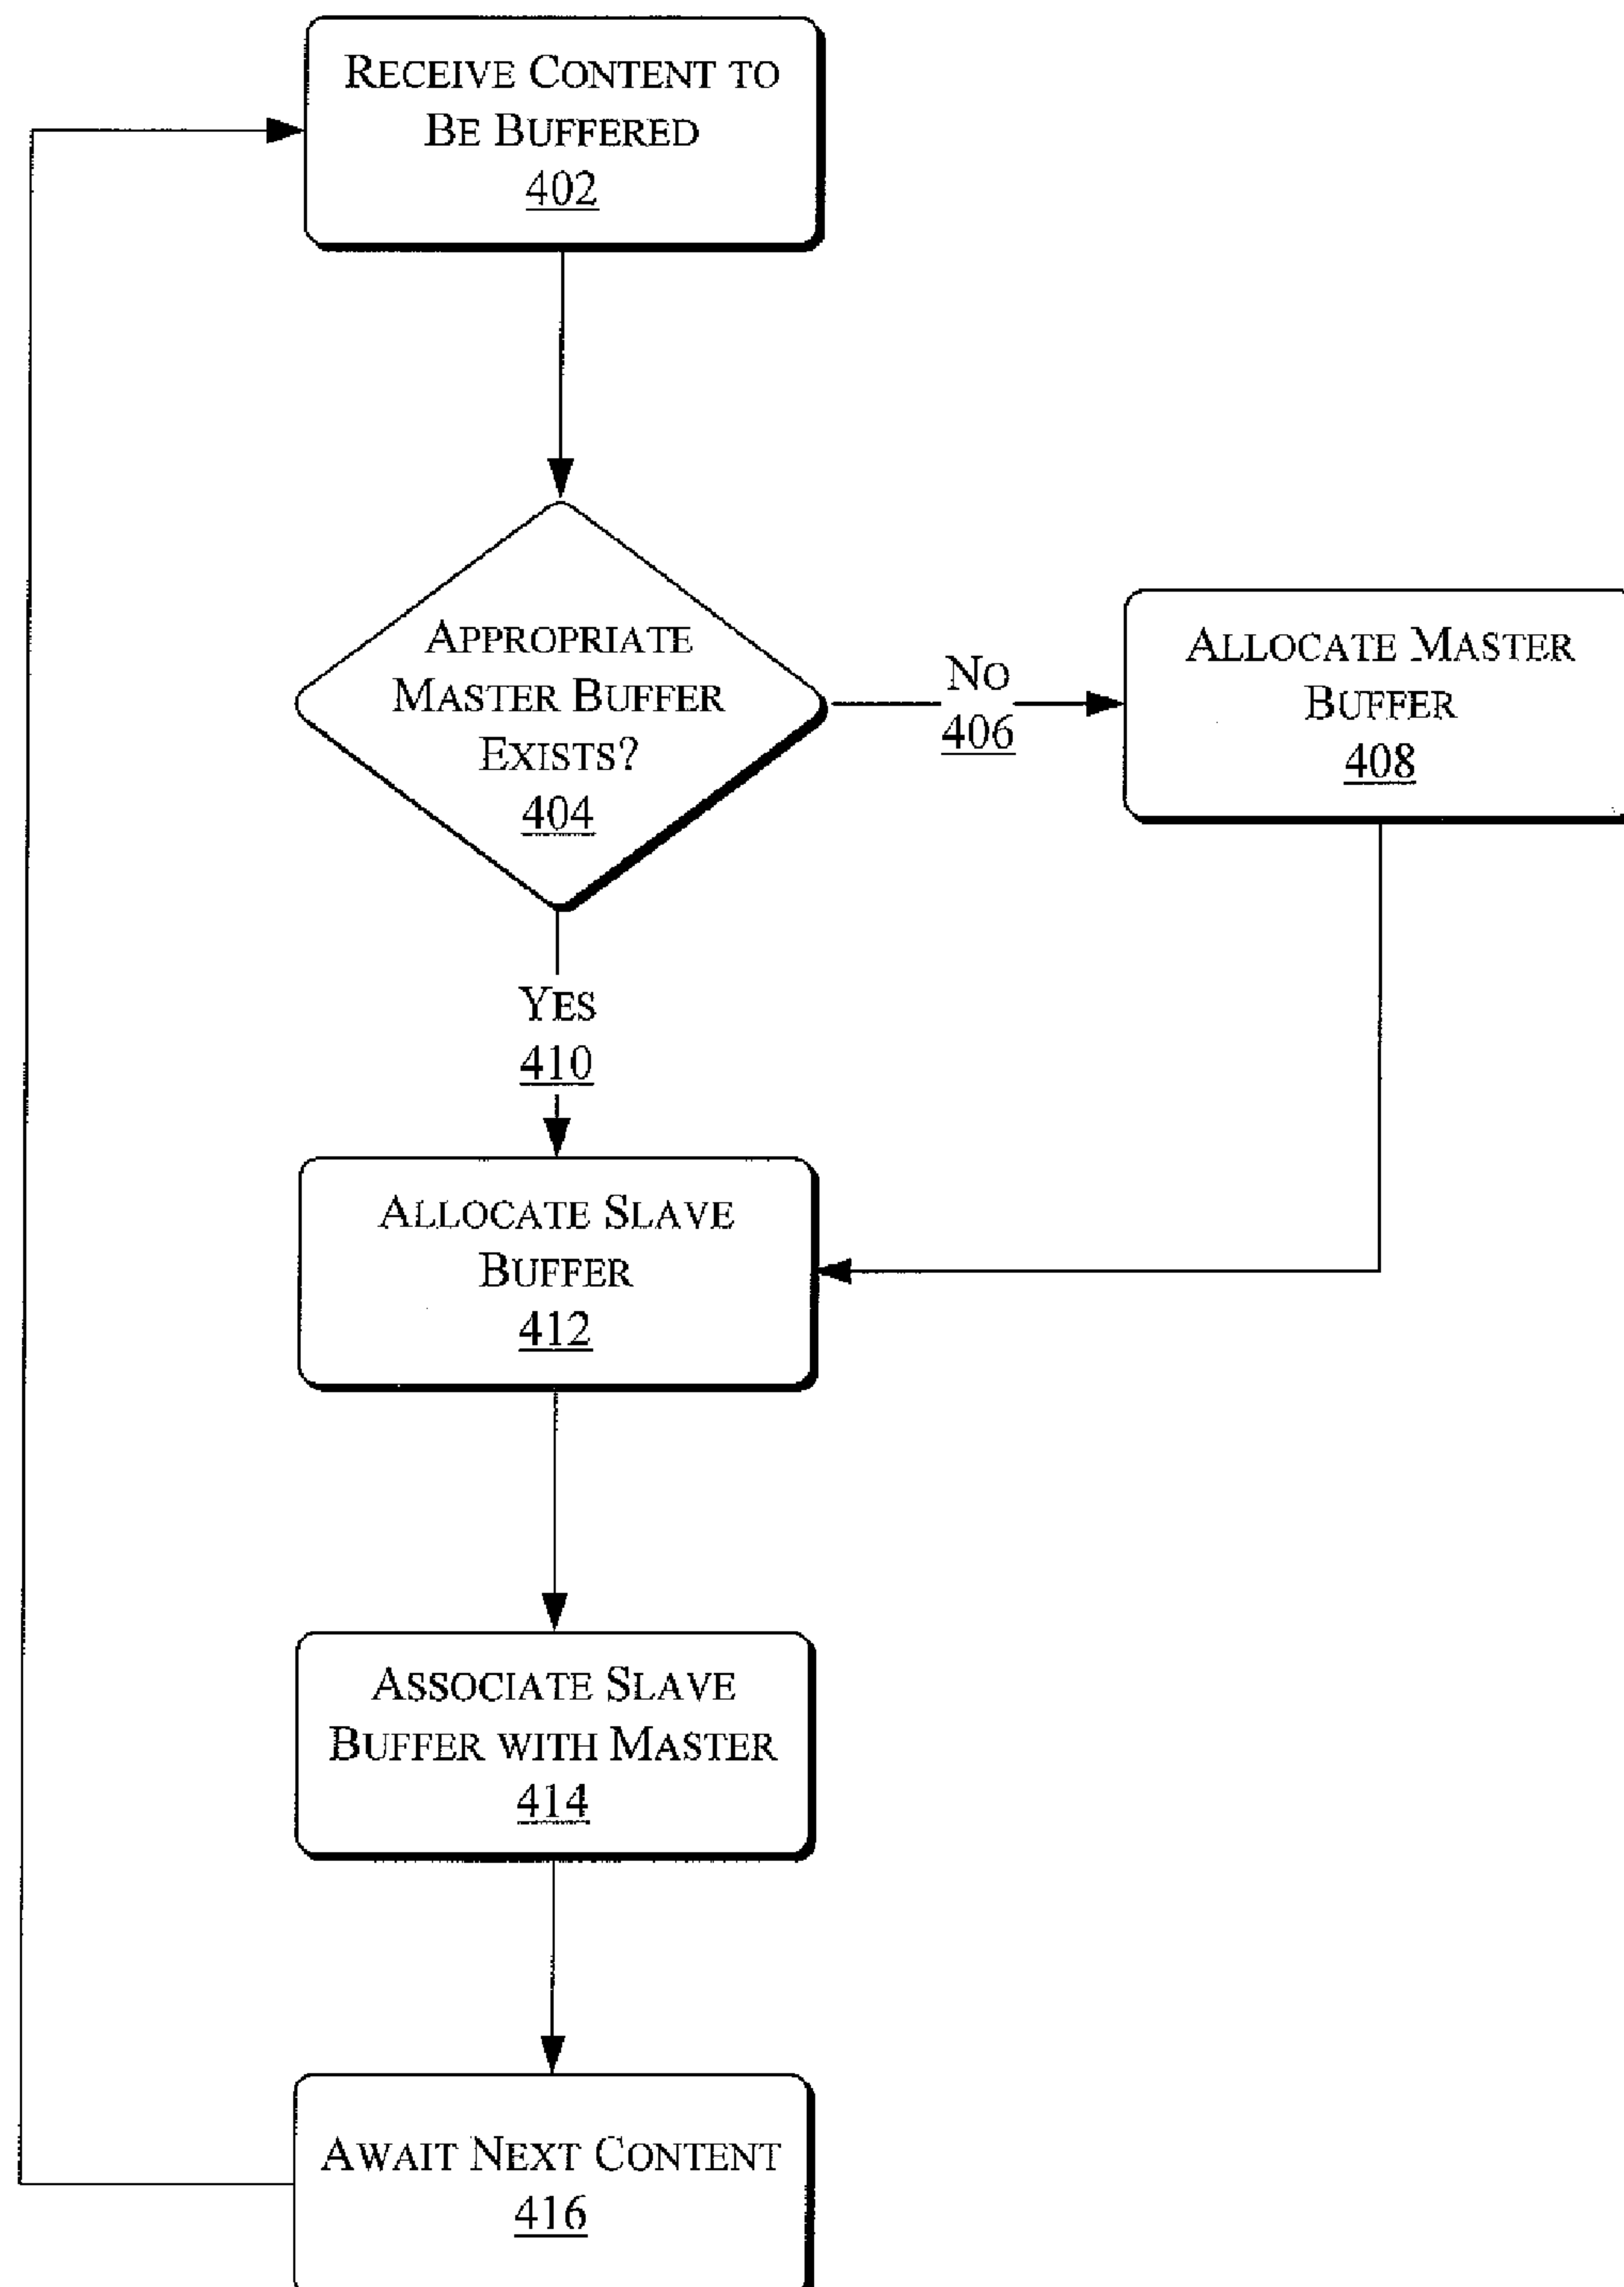 RECEIVE CONTENT TO
BE BUFFERED
402
APPROPRIATE
MASTER BUFFER
EXISTS?
404
NO
406
ALLOCATE MASTER
BUFFER
408
YES
410
ALLOCATE SLAVE
BUFFER
412
ASSOCIATE SLAVE
BUFFER WITH MASTER
414
AWAIT NEXT CONTENT
416